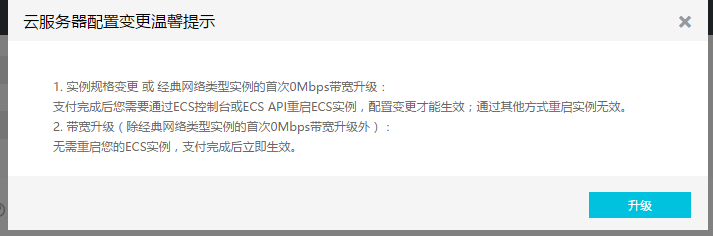 云服务器配置变更温馨提示
1. 实例规格变更 或 经典网络类型实例的首次0Mbps带宽升级：
支付完成后您需要通过ECS控制台或ECS API重启ECS实例，配置变更才能生效；通过其他方式重启实例无效。
2. 带宽升级（除经典网络类型实例的首次0Mbps带宽升级外）：
无需重启您的ECS实例，支付完成后立即生效。
升级